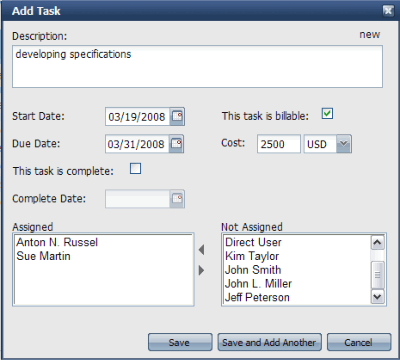 Add Task
Description:
new
developing specifications
Start Date:
03/19/2008
This task is billable:
Due Date:
03/31/2008
Cost:
2500
USD
This task is complete:
Complete Date:
Assigned
Not Assigned
Anton N. Russel
Sue Martin
Direct User
Kim Taylor
John Smith
John L. Miller
Jeff Peterson
Save
Save and Add Another
Cancel